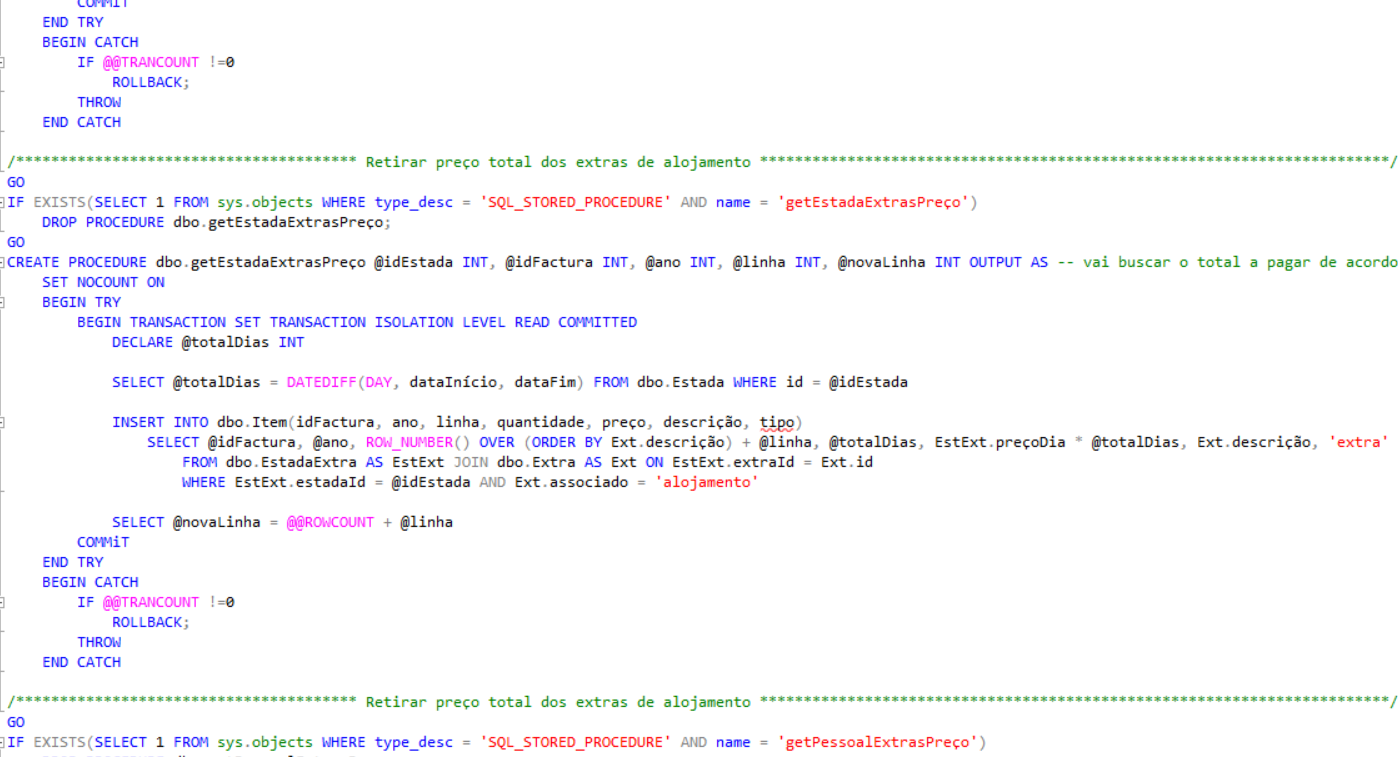 COMMIT
END TRY
BEGIN CATCH
IF @@TRANCOUNT !=0
ROLLBACK;
THROW
END CATCH
/*************************************** Retirar preço total dos extras de alojamento ************************************************************************/
GO
IF EXISTS(SELECT 1 FROM sys.objects WHERE type_desc = 'SQL_STORED_PROCEDURE' AND name = 'getEstadaExtrasPreço')
DROP PROCEDURE dbo.getEstadaExtrasPreço;
GO
CREATE PROCEDURE dbo.getEstadaExtrasPreço @idEstada INT, @idFactura INT, @ano INT, @linha INT, @novaLinha INT OUTPUT AS -- vai buscar o total a pagar de acordo
SET NOCOUNT ON
BEGIN TRY
BEGIN TRANSACTION SET TRANSACTION ISOLATION LEVEL READ COMMITTED
DECLARE @totalDias INT
SELECT @totalDias = DATEDIFF(DAY, dataInício, dataFim) FROM dbo.Estada WHERE id = @idEstada
INSERT INTO dbo.Item(idFactura, ano, linha, quantidade, preço, descrição, tipo)
SELECT @idFactura, @ano, ROW_NUMBER() OVER (ORDER BY Ext.descrição) + @linha, @totalDias, EstExt.preçoDia * @totalDias, Ext.descrição, 'extra'
FROM dbo.EstadaExtra AS EstExt JOIN dbo.Extra AS Ext ON EstExt.extraId = Ext.id
WHERE EstExt.estadaId = @idEstada AND Ext.associado = 'alojamento'
SELECT @novaLinha = @@ROWCOUNT + @linha
COMMiT
END TRY
BEGIN CATCH
IF @@TRANCOUNT !=0
ROLLBACK;
THROW
END CATCH
/*************************************** Retirar preço total dos extras de alojamento ************************************************************************/
GO
IF EXISTS(SELECT 1 FROM sys.objects WHERE type_desc = 'SQL_STORED_PROCEDURE' AND name = 'getPessoalExtrasPreço')